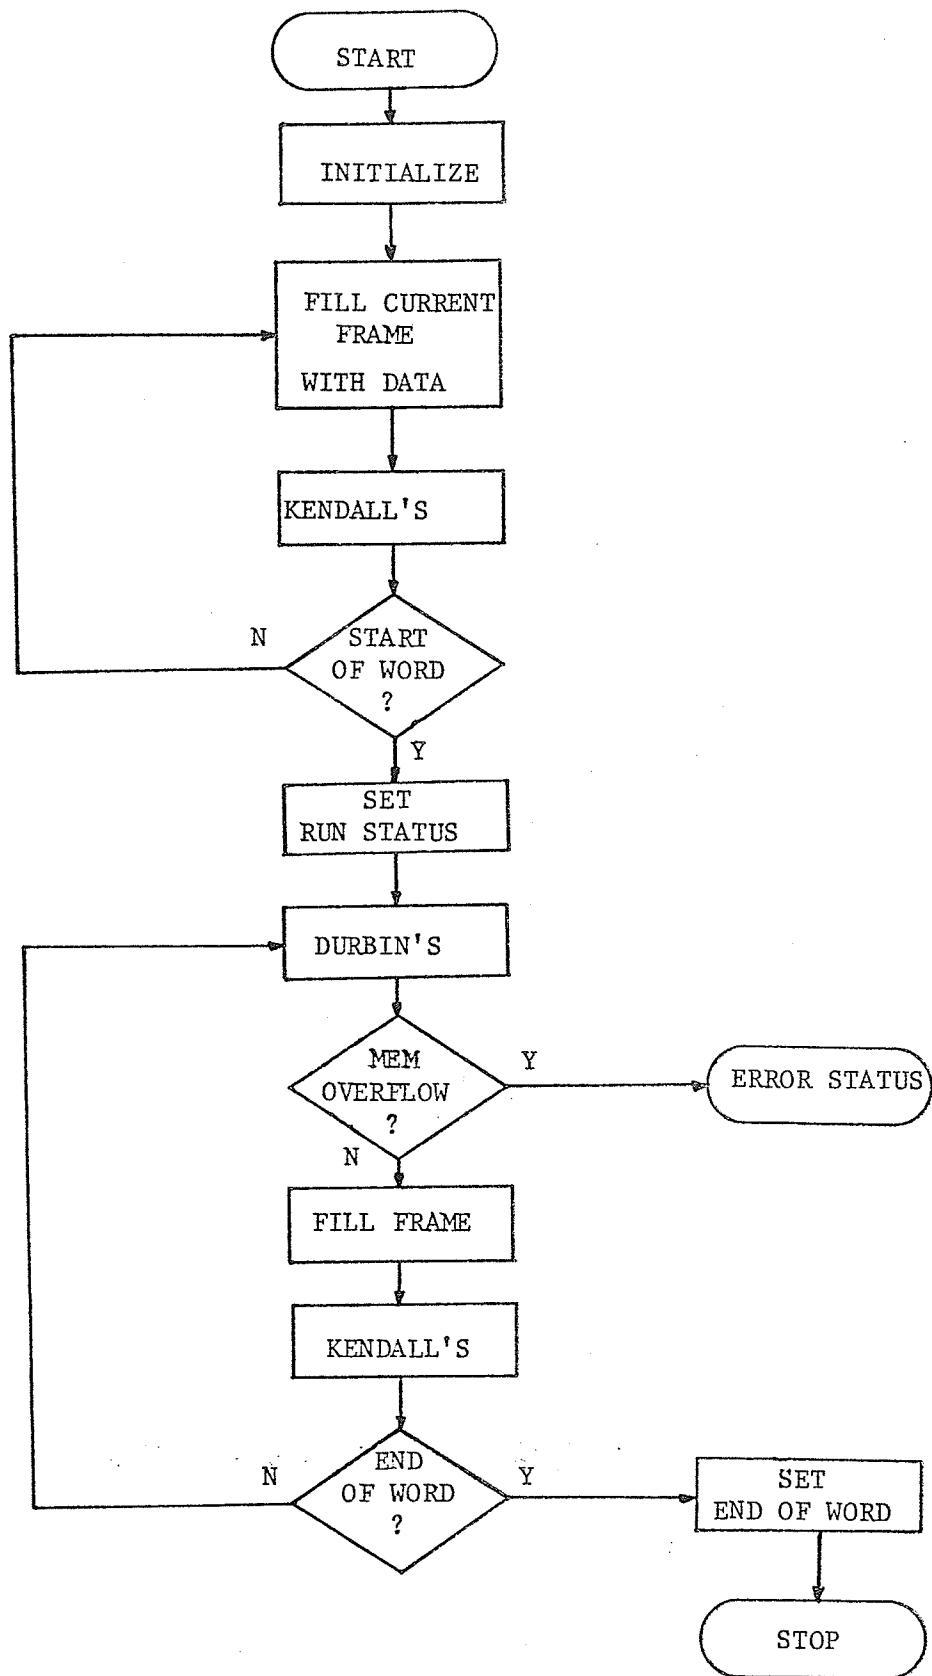 START
INITIALIZE
FILL CURRENT
FRAME
WITH DATA
KENDALL'S
N
START
OF WORD
?
Y
SET
RUN STATUS
DURBIN'S
MEM
OVERFLOW
?
Y
ERROR STATUS
N
FILL FRAME
KENDALL'S
N
END
OF WORD
?
Y
SET
END OF WORD
STOP